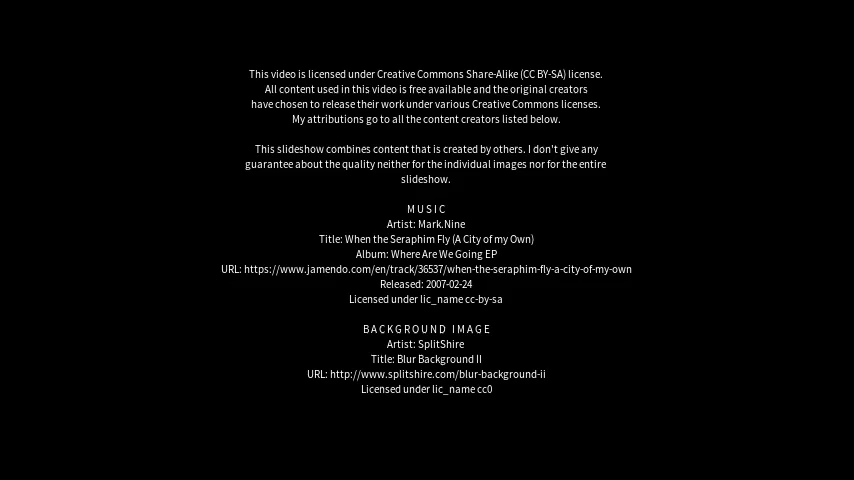 This video is licensed under Creative Commons Share-Alike (CC BY-SA) license.
All content used in this video is free available and the original creators
have chosen to release their work under various Creative Commons licenses.
My attributions go to all the content creators listed below.
This slideshow combines content that is created by others. I don't give any
guarantee about the quality neither for the individual images nor for the entire
slideshow.
MUSIC
Artist: Mark.Nine
Title: When the Seraphim Fly (A City of my Own)
Album: Where Are We Going EP
URL: https://www.jamendo.com/en/track/36537/when-the-seraphim-fly-a-city-of-my-own
Released: 2007-02-24
Licensed under lic_name cc-by-sa
BACKGROUND IMAGE
Artist: SplitShire
Title: Blur Background II
URL: http://www.splitshire.com/blur-background-ii
Licensed under lic_name cc0